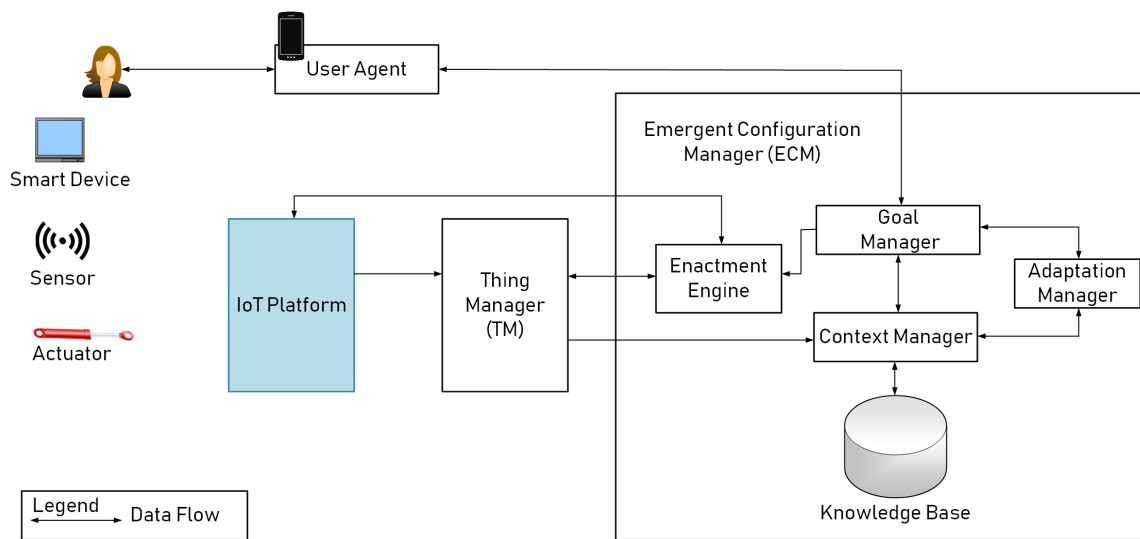 User Agent
Emergent Configuration
Manager (ECM)
Smart Device
Sensor
Actuator
IoT Platform
Thing
Manager
(TM)
Enactment
Engine
Goal
Manager
Adaptation
Manager
Context Manager
Knowledge Base
Legend
Data Flow